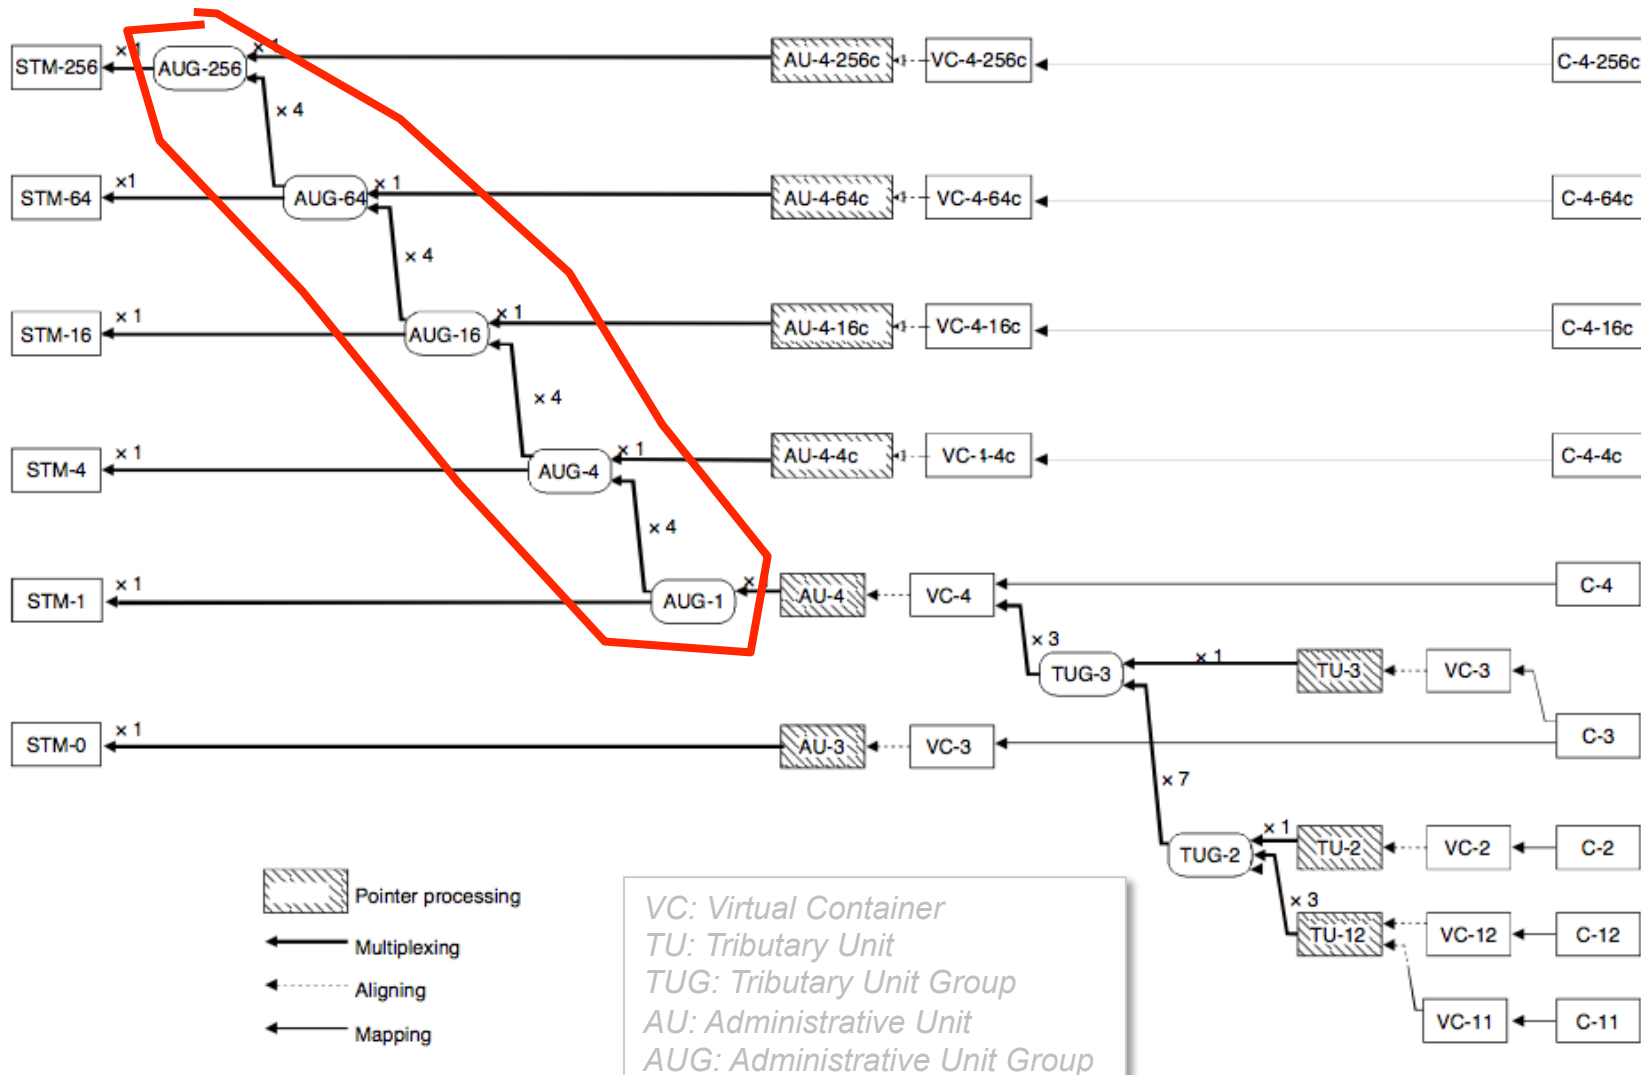 STM-256 × 1 AUG-256 × 1 AU-4-256c VC-4-256c C-4-256c
× 4
STM-64 ×1 AUG-64 × 1 AU-4-64c VC-4-64c C-4-64c
× 4
STM-16 × 1 AUG-16 × 1 AU-4-16c VC-4-16c C-4-16c
× 4
STM-4 × 1 AUG-4 × 1 AU-4-4c VC-4-4c C-4-4c
× 4
STM-1 × 1 AUG-1 × AU-4 VC-4 C-4
× 3
TUG-3 × 1 TU-3 VC-3
STM-0 × 1 AU-3 VC-3 C-3
× 7
TUG-2 × 1 TU-2 VC-2 C-2
× 3
TU-12 VC-12 C-12
VC-11 C-11
Pointer processing
Multiplexing
Aligning
Mapping
VC: Virtual Container
TU: Tributary Unit
TUG: Tributary Unit Group
AU: Administrative Unit
AUG: Administrative Unit Group